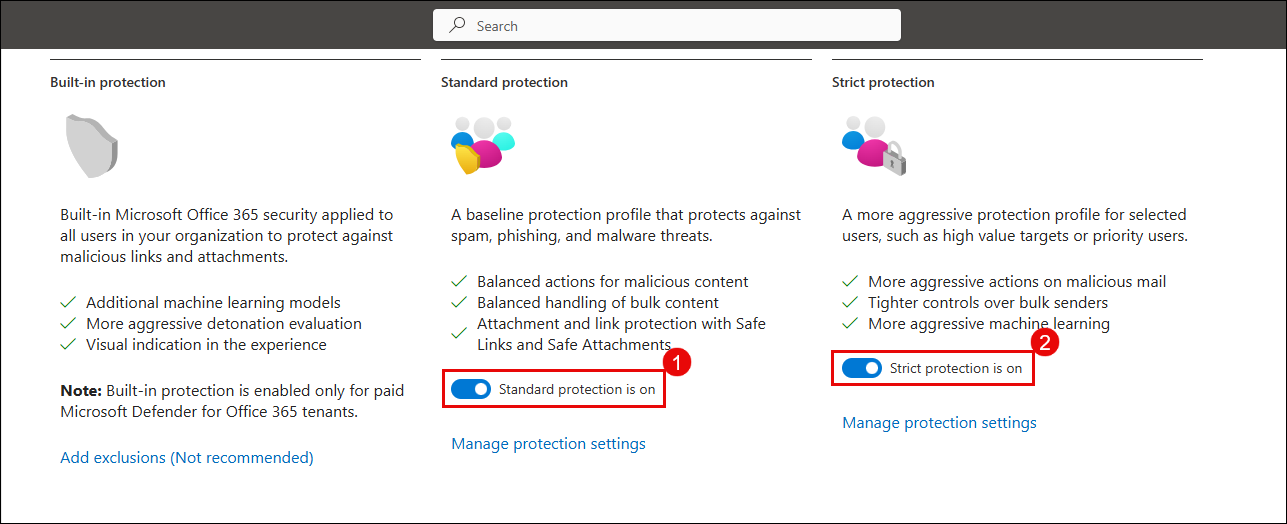 Search
Built-in protection
Built-in Microsoft Office 365 security applied to
all users in your organization to protect against
malicious links and attachments.
Additional machine learning models
More aggressive detonation evaluation
Visual indication in the experience
Note: Built-in protection is enabled only for paid
Microsoft Defender for Office 365 tenants.
Add exclusions (Not recommended)
Standard protection
A baseline protection profile that protects against
spam, phishing, and malware threats.
Balanced actions for malicious content
Balanced handling of bulk content
Attachment and link protection with Safe
Links and Safe Attachments
1
Standard protection is on
Manage protection settings
Strict protection
A more aggressive protection profile for selected
users, such as high value targets or priority users.
More aggressive actions on malicious mail
Tighter controls over bulk senders
More aggressive machine learning
2
Strict protection is on
Manage protection settings